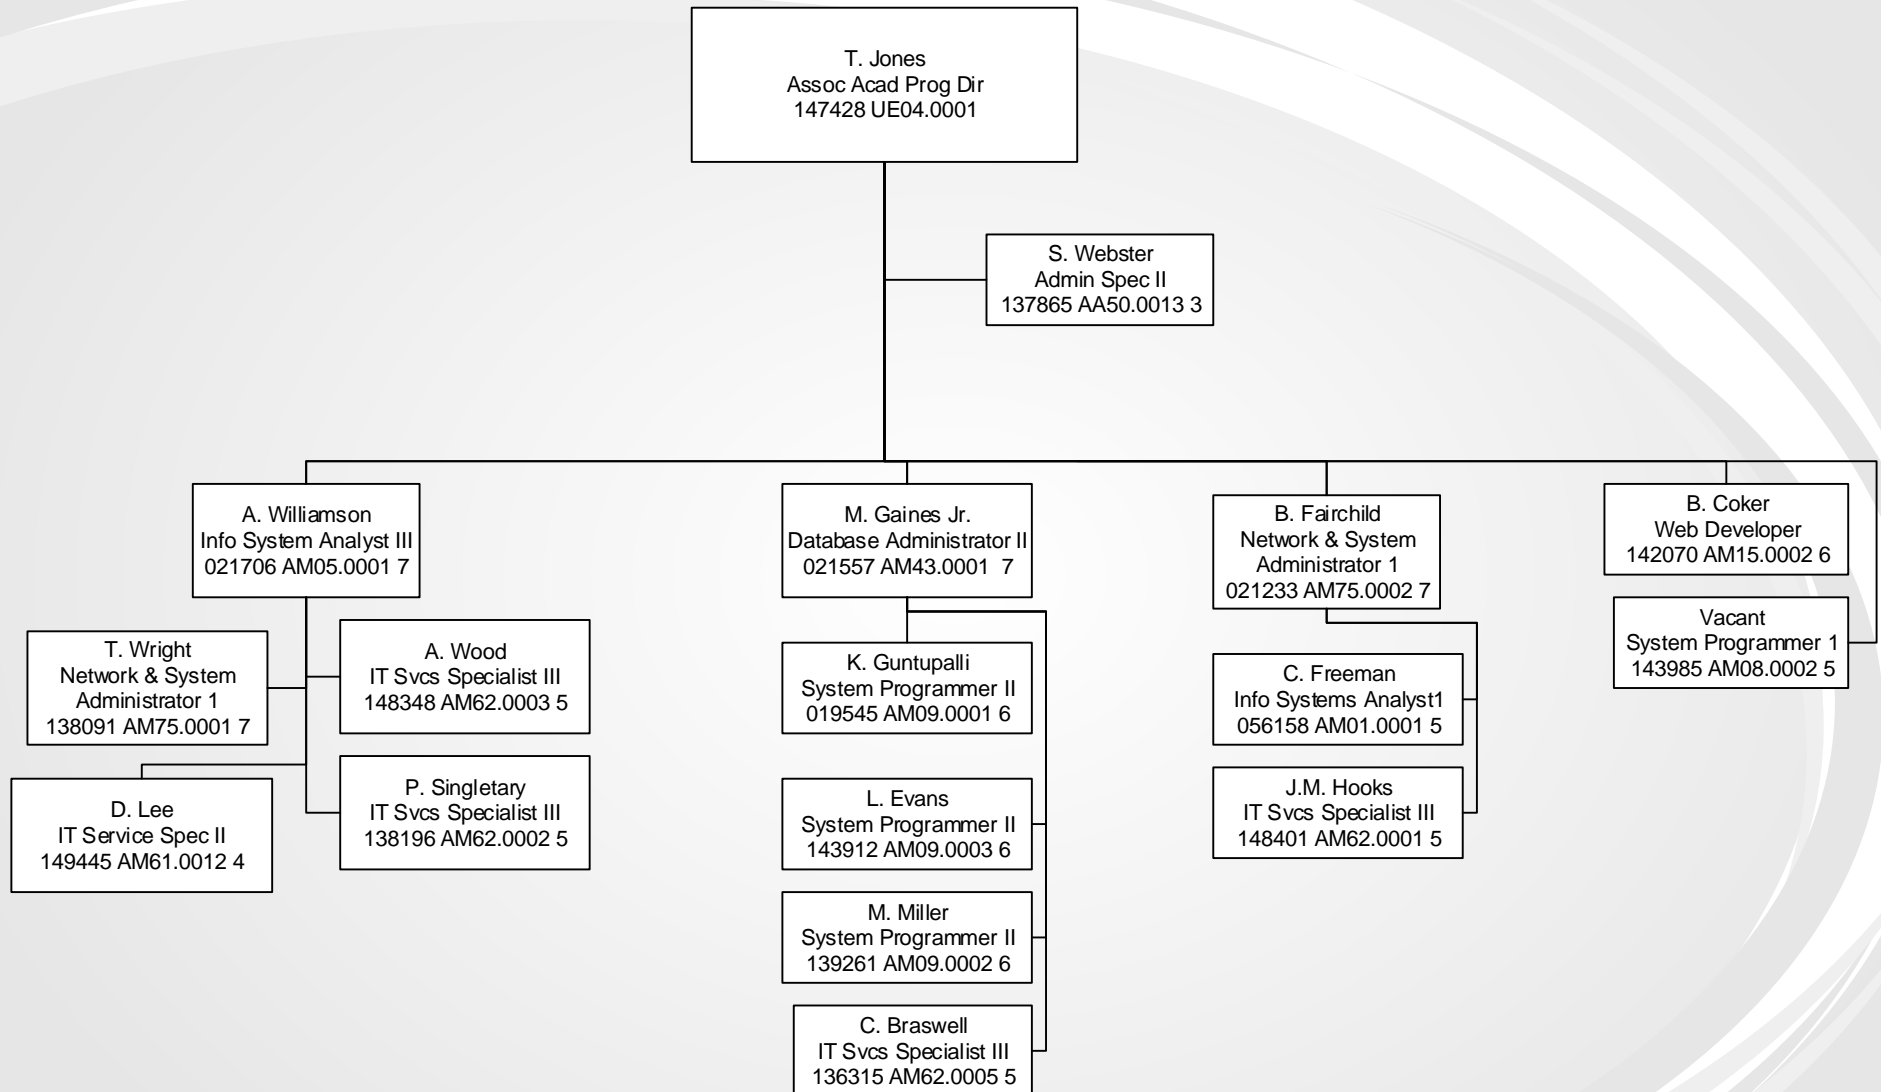 T. Jones
Assoc Acad Prog Dir
147428 UE04.0001
S. Webster
Admin Spec II
137865 AA50.0013 3
A. Williamson
Info System Analyst III
021706 AM05.0001 7
M. Gaines Jr.
Database Administrator II
021557 AM43.0001 7
B. Fairchild
Network & System
Administrator 1
021233 AM75.0002 7
B. Coker
Web Developer
142070 AM15.0002 6
Vacant
System Programmer 1
143985 AM08.0002 5
T. Wright
Network & System
Administrator 1
138091 AM75.0001 7
A. Wood
IT Svcs Specialist III
148348 AM62.0003 5
D. Lee
IT Service Spec II
149445 AM61.0012 4
P. Singletary
IT Svcs Specialist III
138196 AM62.0002 5
K. Guntupalli
System Programmer II
019545 AM09.0001 6
L. Evans
System Programmer II
143912 AM09.0003 6
M. Miller
System Programmer II
139261 AM09.0002 6
C. Braswell
IT Svcs Specialist III
136315 AM62.0005 5
C. Freeman
Info Systems Analyst1
056158 AM01.0001 5
J.M. Hooks
IT Svcs Specialist III
148401 AM62.0001 5